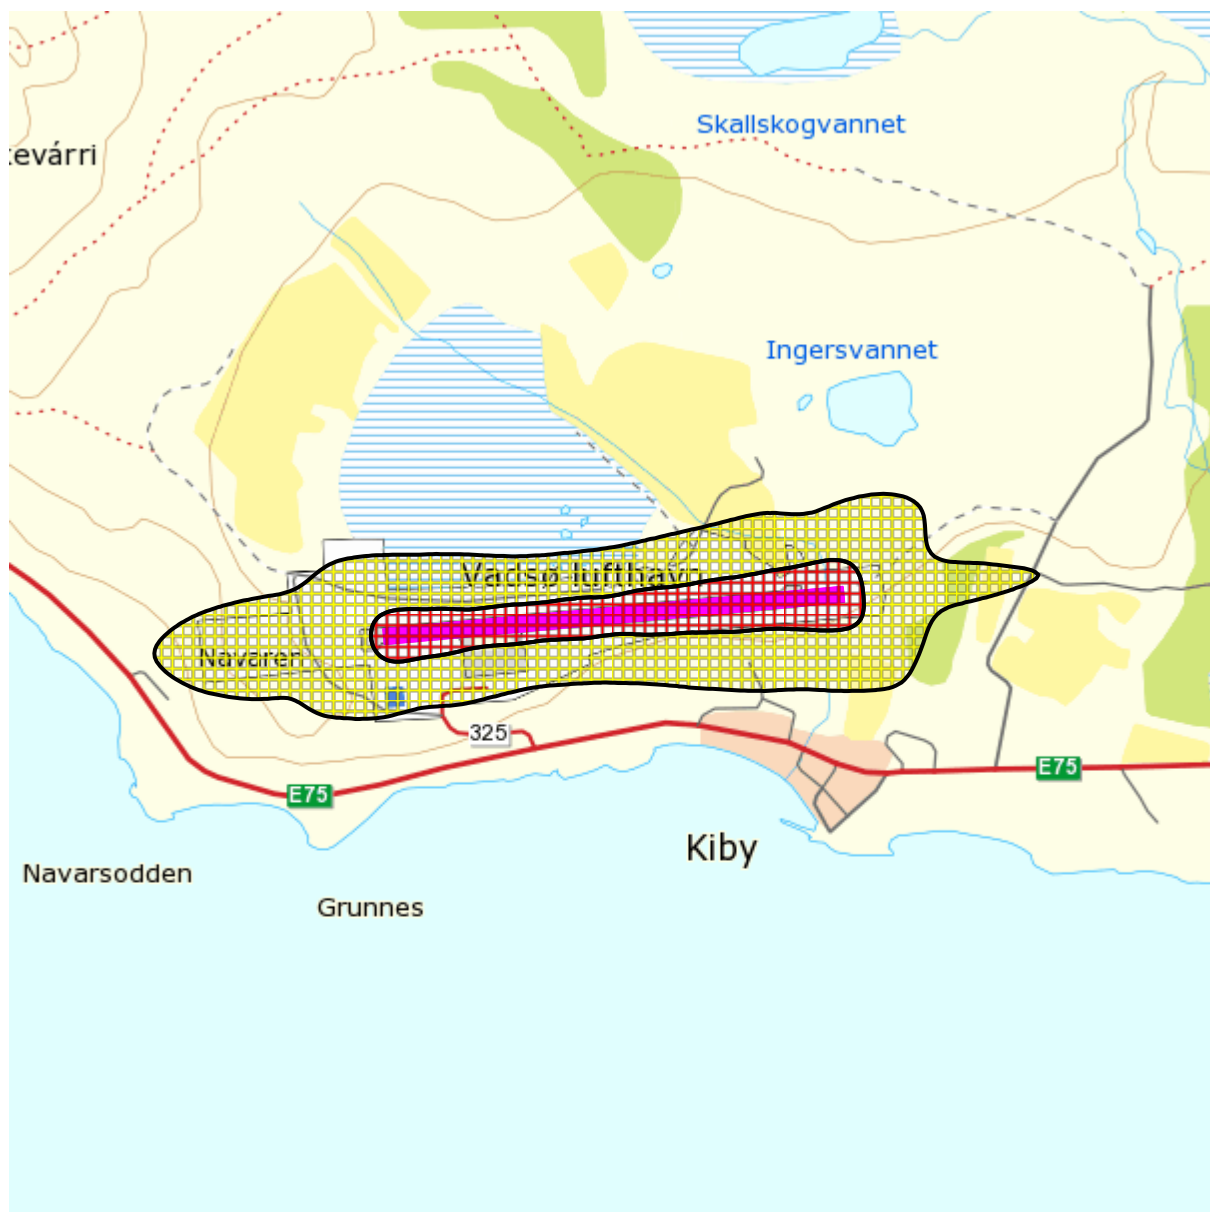 Skallskogvannet
evárri
Ingersvannet
Vadsø lufthavn
Navaren
325
E75
E75
Kiby
Navarsodden
Grunnes